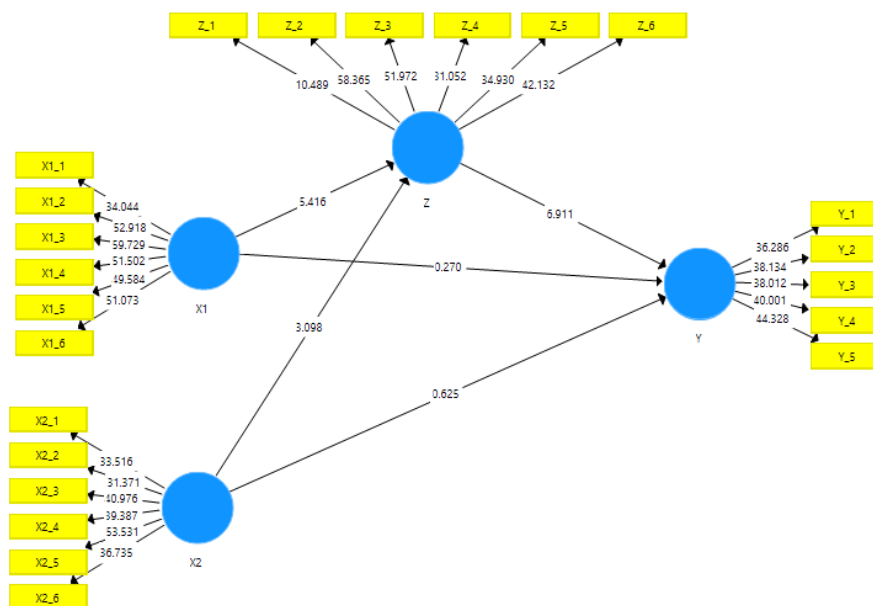 Z_1
Z_2
Z_3
Z_4
Z_5
Z_6
10.489
58.365
51.972
31.052
34.930
42.132
Z
X1_1
X1_2
X1_3
X1_4
X1_5
X1_6
34.044
52.918
59.729
51.502
49.584
51.073
X1
5.416
6.911
0.270
3.098
0.625
Y_1
Y_2
Y_3
Y_4
Y_5
36.286
38.134
38.012
40.001
44.328
Y
X2_1
X2_2
X2_3
X2_4
X2_5
X2_6
33.516
31.371
40.976
39.387
53.531
36.735
X2